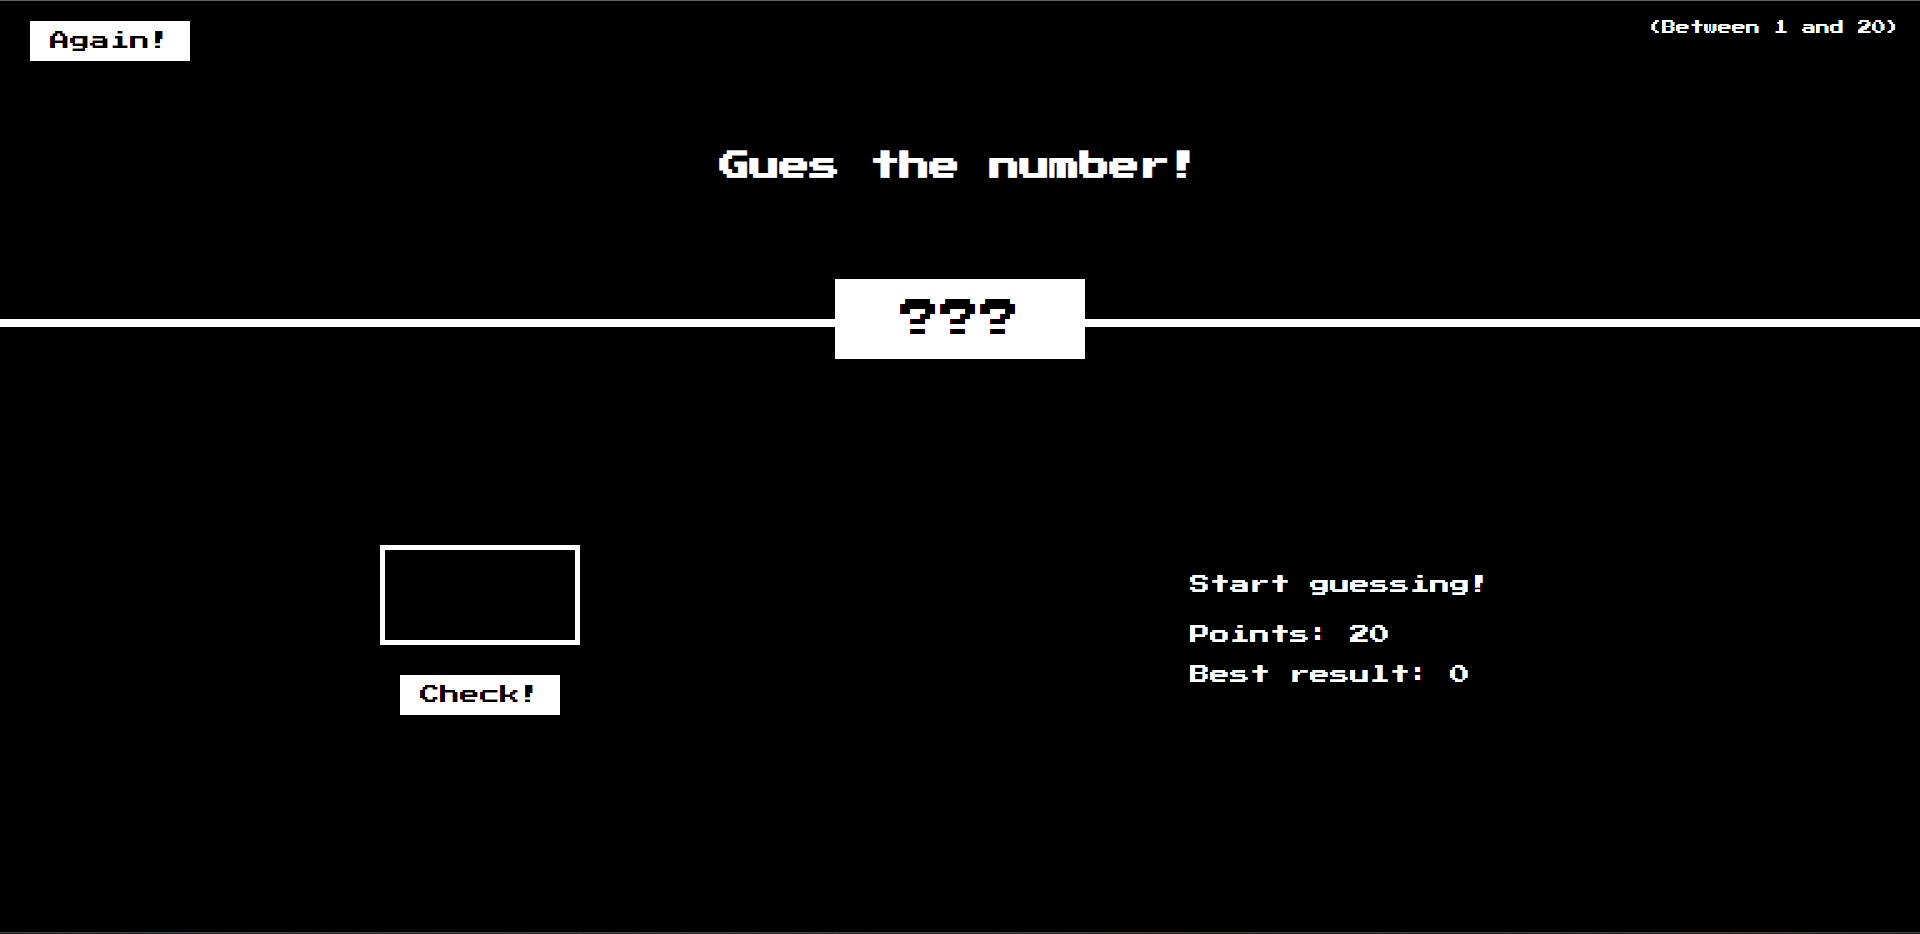 Again!
(Between 1 and 20)
Gues the number!
???
Check!
Start guessing!
Points: 20
Best result: 0